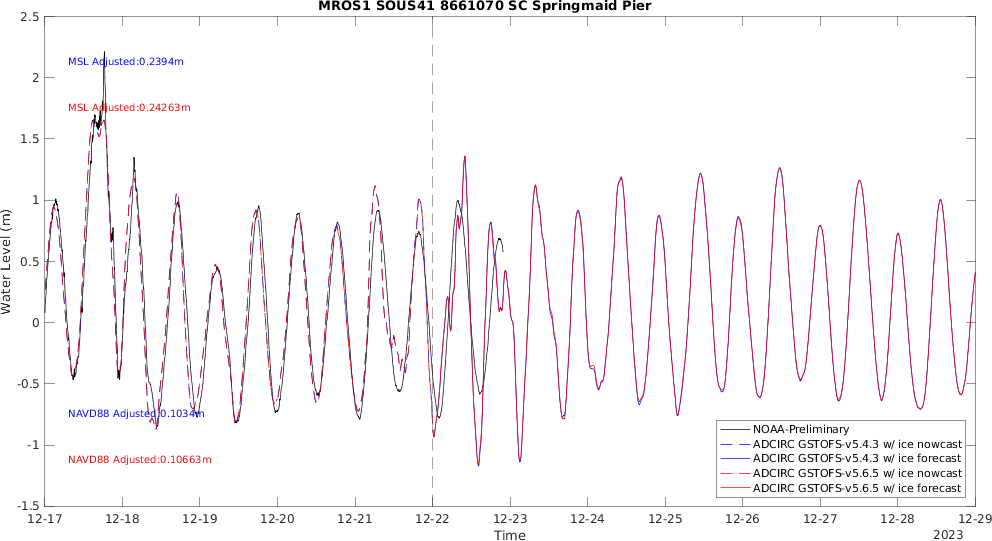 MROS1 SOUS41 8661070 SC Springmaid Pier
2.5
2
1.5
1
0.5
0
-0.5
-1
-1.5
Water Level (m)
MSL Adjusted:0.2394m
MSL Adjusted:0.24263m
NAVD88 Adjusted:0.1034m
NAVD88 Adjusted:0.10663m
NOAA-Preliminary
ADCIRC GSTOFS-v5.4.3 w/ ice nowcast
ADCIRC GSTOFS-v5.4.3 w/ ice forecast
ADCIRC GSTOFS-v5.6.5 w/ ice nowcast
ADCIRC GSTOFS-v5.6.5 w/ ice forecast
12-17 12-18 12-19 12-20 12-21 12-22 12-23 12-24 12-25 12-26 12-27 12-28 12-29
Time
2023